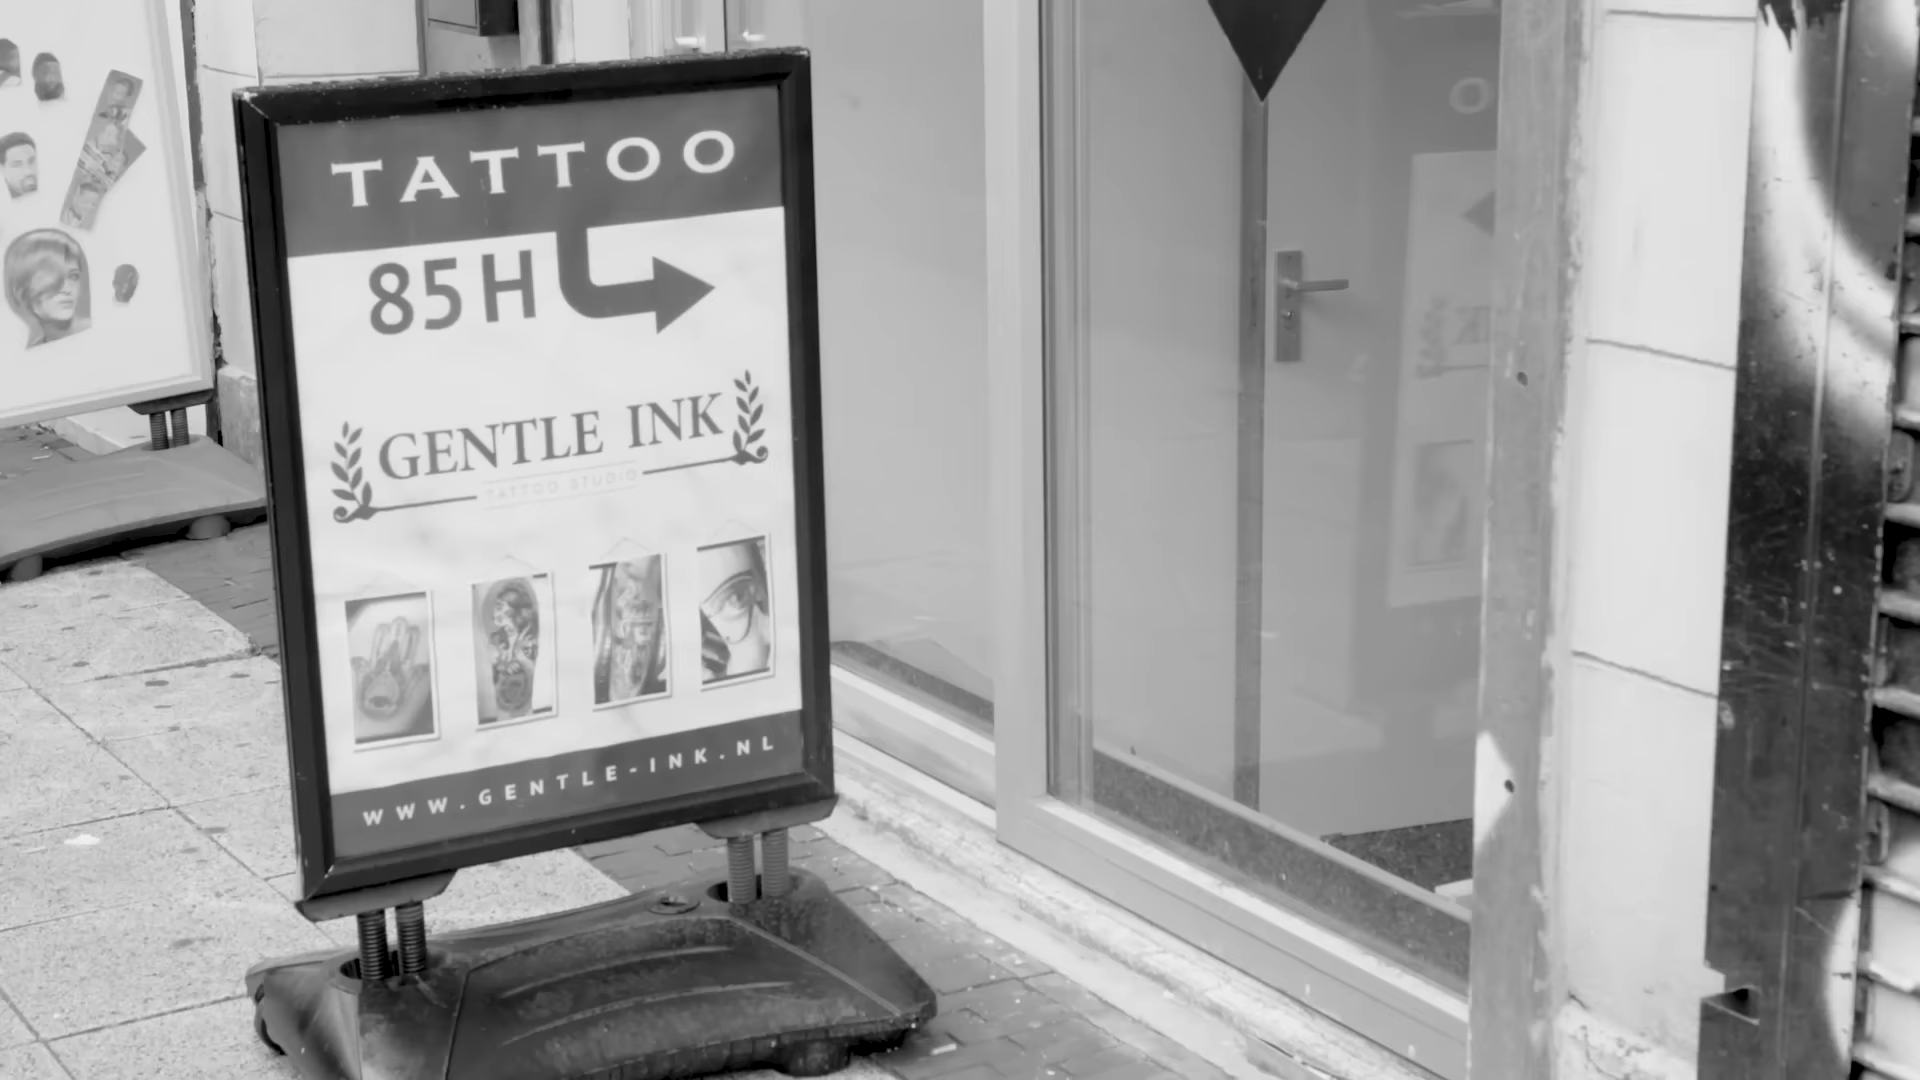 TATTOO
85H
GENTLE INK
TATTOO STUDIO
WWW.GENTLE-INK.NL